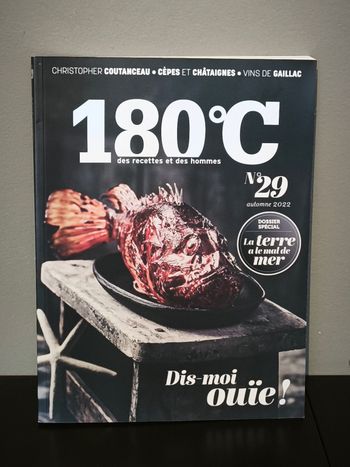 CHRISTOPHER COUTANCEAU • CÈPES ET CHÂTAIGNES • VINS DE GAILLAC
180°C
des recettes et des hommes
N° 29
automne 2022
DOSSIER
SPÉCIAL
La terre
a le mal de
mer
Dis-moi
ouïe !